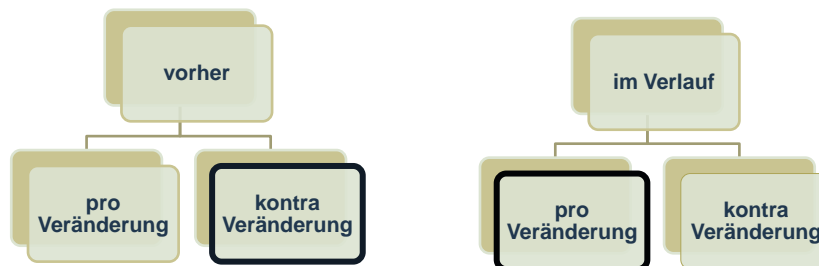 vorher
pro
Veränderung
kontra
Veränderung
im Verlauf
pro
Veränderung
kontra
Veränderung